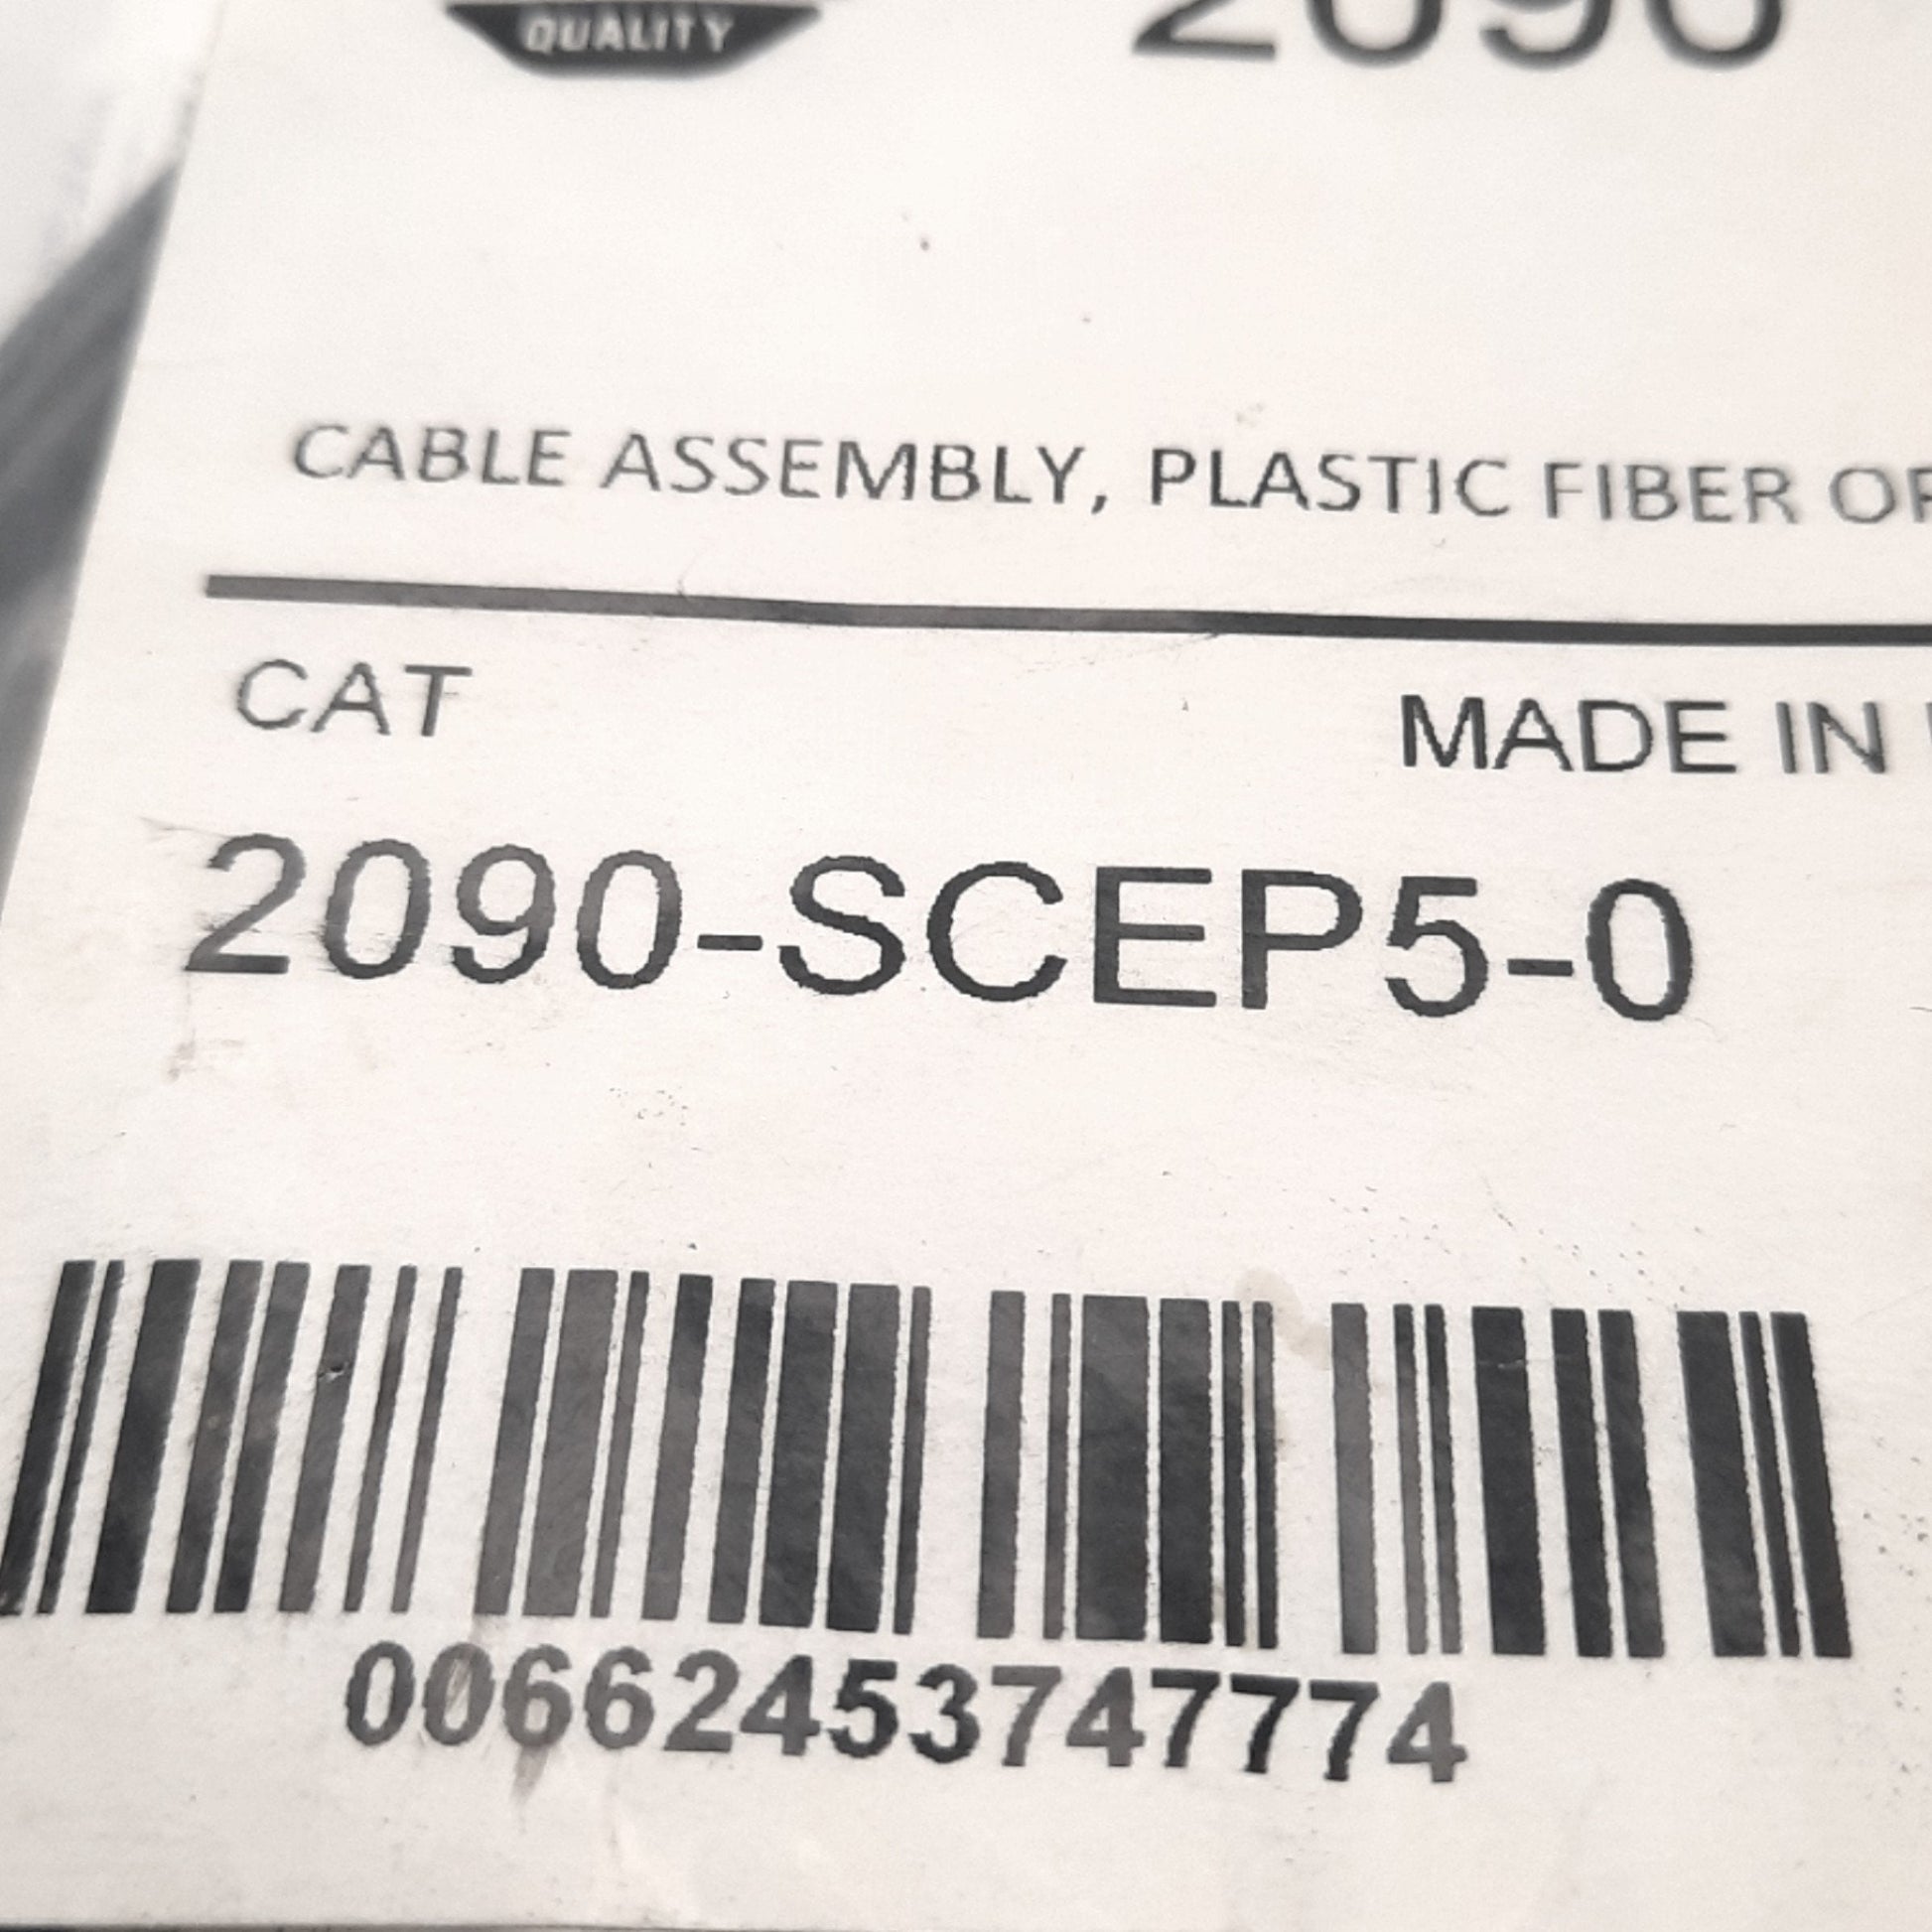 QUALITY
2090
CABLE ASSEMBLY, PLASTIC FIBER
CAT
MADE IN
2090-SCEP5-0
00662453747774